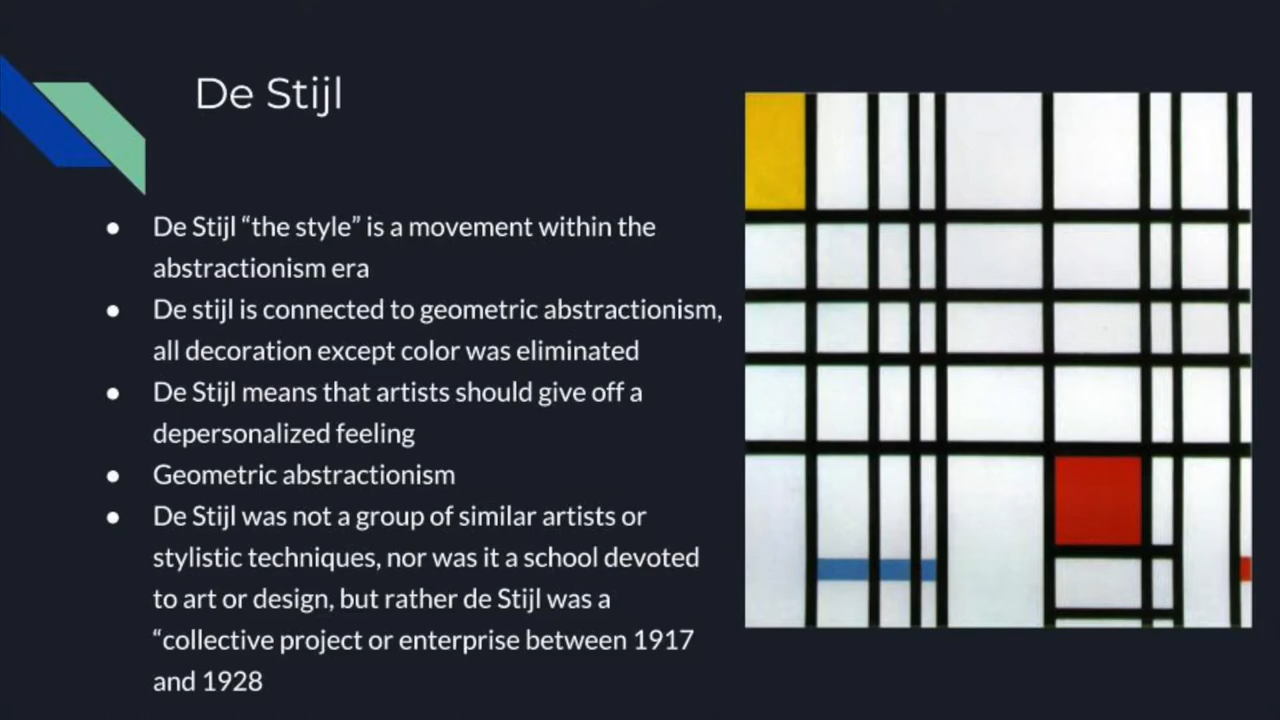 De Stijl
● De Stijl “the style” is a movement within the
abstractionism era
● De stijl is connected to geometric abstractionism,
all decoration except color was eliminated
● De Stijl means that artists should give off a
depersonalized feeling
● Geometric abstractionism
● De Stijl was not a group of similar artists or
stylistic techniques, nor was it a school devoted
to art or design, but rather de Stijl was a
“collective project or enterprise between 1917
and 1928